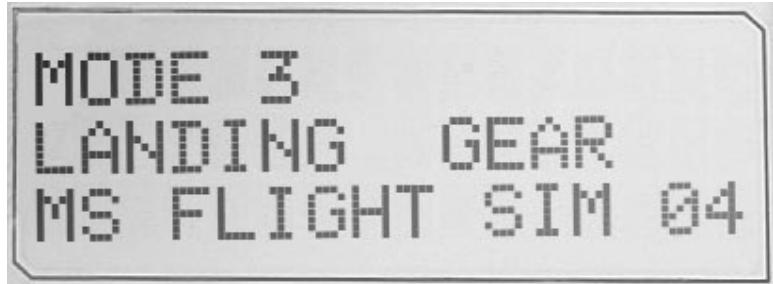 MODE 3
LANDING GEAR
MS FLIGHT SIM 04